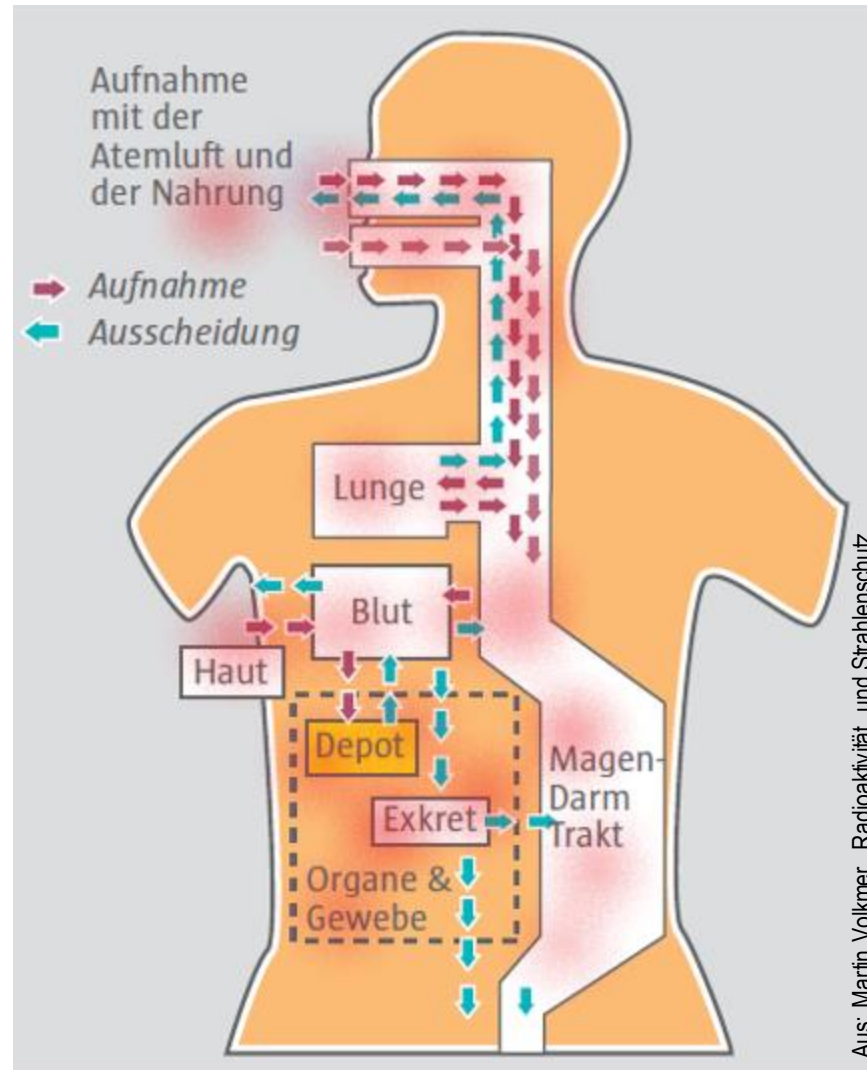 Aufnahme
mit der
Atemluft und
der Nahrung
Aufnahme
Ausscheidung
Lunge
Blut
Haut
Depot
Magen-
Darm
Trakt
Exkret
Organe &
Gewebe
Aus: Martin Volkmer, Radioaktivität und Strahlenschutz